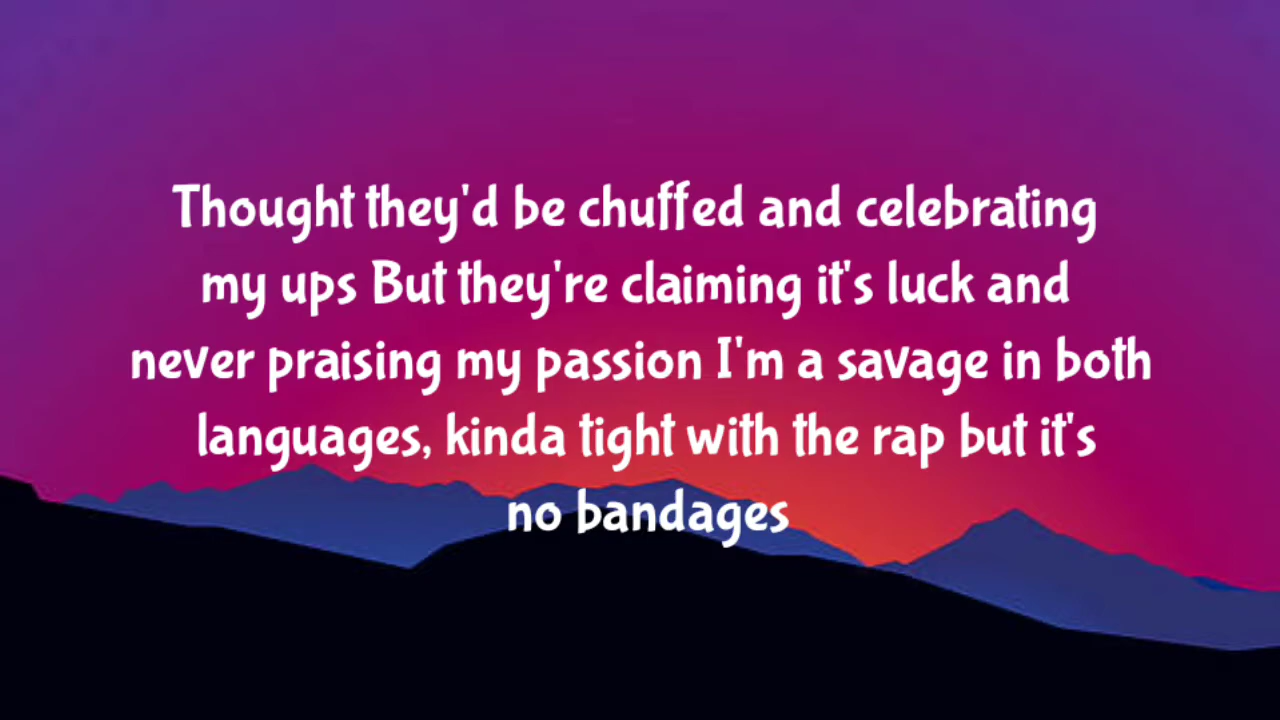 Thought they'd be chuffed and celebrating
my ups But they're claiming it's luck and
never praising my passion I'm a savage in both
languages, kinda tight with the rap but it's
no bandages